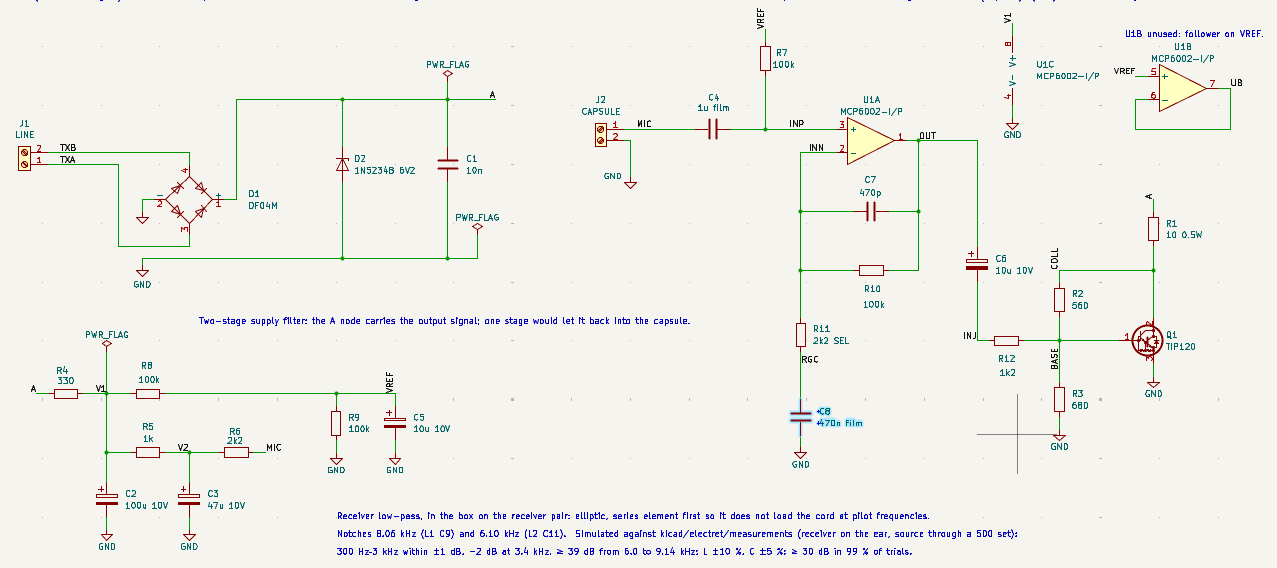 VREF
V1
U1B unused: follower on VREF.
U1B
MCP6002-I/P
VREF
5
+
6
−
7
UB
8
V+
U1C
MCP6002-I/P
V−
4
GND
R7
100k
PWR_FLAG
A
J2
CAPSULE
1
2
MIC
GND
C4
1u film
INP
U1A
MCP6002-I/P
3
+
2
−
1
OUT
INN
J1
LINE
2
1
TXB
TXA
4
−
2
+
1
3
D1
DF04M
D2
1N5234B 6V2
C1
10n
PWR_FLAG
GND
C7
470p
R10
100k
A
R1
10 0.5W
COLL
+
C6
10u 10V
R2
560
INJ
R12
1k2
BASE
1
2
3
Q1
TIP120
GND
R3
680
GND
Two-stage supply filter: the A node carries the output signal; one stage would let it back into the capsule.
R11
2k2 SEL
RGC
C8
470n film
GND
PWR_FLAG
A
R4
330
V1
R8
100k
VREF
R9
100k
GND
+
C5
10u 10V
GND
R5
1k
V2
R6
2k2
MIC
+
C2
100u 10V
GND
+
C3
47u 10V
GND
Receiver low-pass, in the box on the receiver pair: elliptic, series element first so it does not load the cord at pilot frequencies.
Notches 8.06 kHz (L1 C9) and 6.10 kHz (L2 C11). Simulated against kicad/electret/measurements (receiver on the ear, source through a 500 set):
300 Hz-3 kHz within ±1 dB, −2 dB at 3.4 kHz, ≥ 39 dB from 6.0 to 9.14 kHz; L ±10 %, C ±5 %: ≥ 30 dB in 99 % of trials.